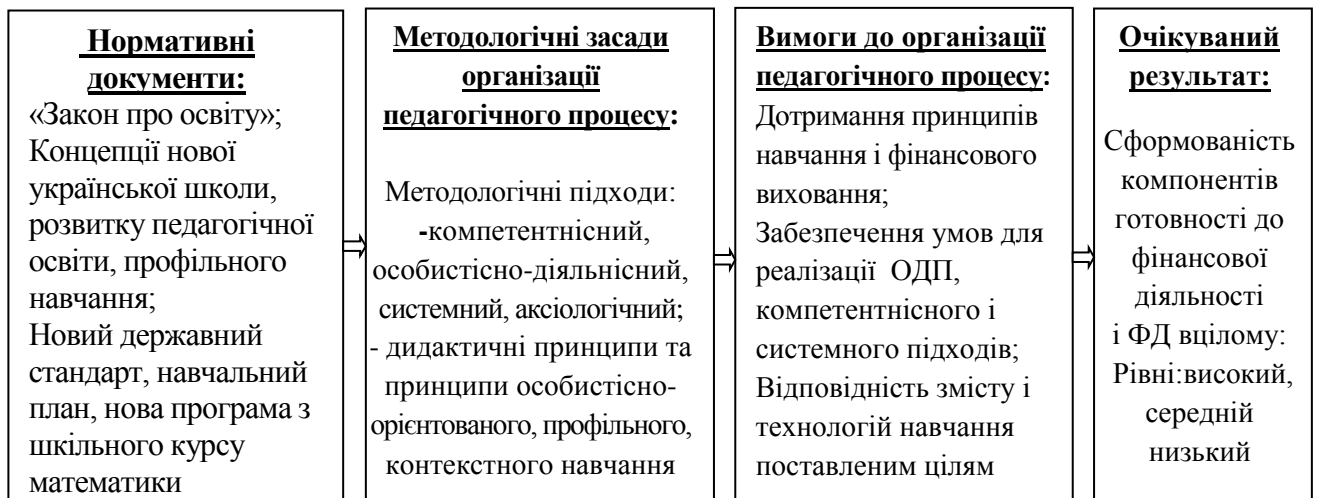 Нормативні
документи:
«Закон про освіту»;
Концепції нової
української школи,
розвитку педагогічної
освіти, профільного
навчання;
Новий державний
стандарт, навчальний
план, нова програма з
шкільного курсу
математики
Методологічні засади
організації
педагогічного процесу:
Методологічні підходи:
-компетентнісний,
особистісно-діяльнісний,
системний, аксіологічний;
- дидактичні принципи та
принципи особистісно-
орієнтованого, профільного,
контекстного навчання
Вимоги до організації
педагогічного процесу:
Дотримання принципів
навчання і фінансового
виховання;
Забезпечення умов для
реалізації ОДП,
компетентнісного і
системного підходів;
Відповідність змісту і
технологій навчання
поставленим цілям
Очікуваний
результат:
Сформованість
компонентів
готовності до
фінансової
діяльності
і ФД вцілому:
Рівні:високий,
середній
низький